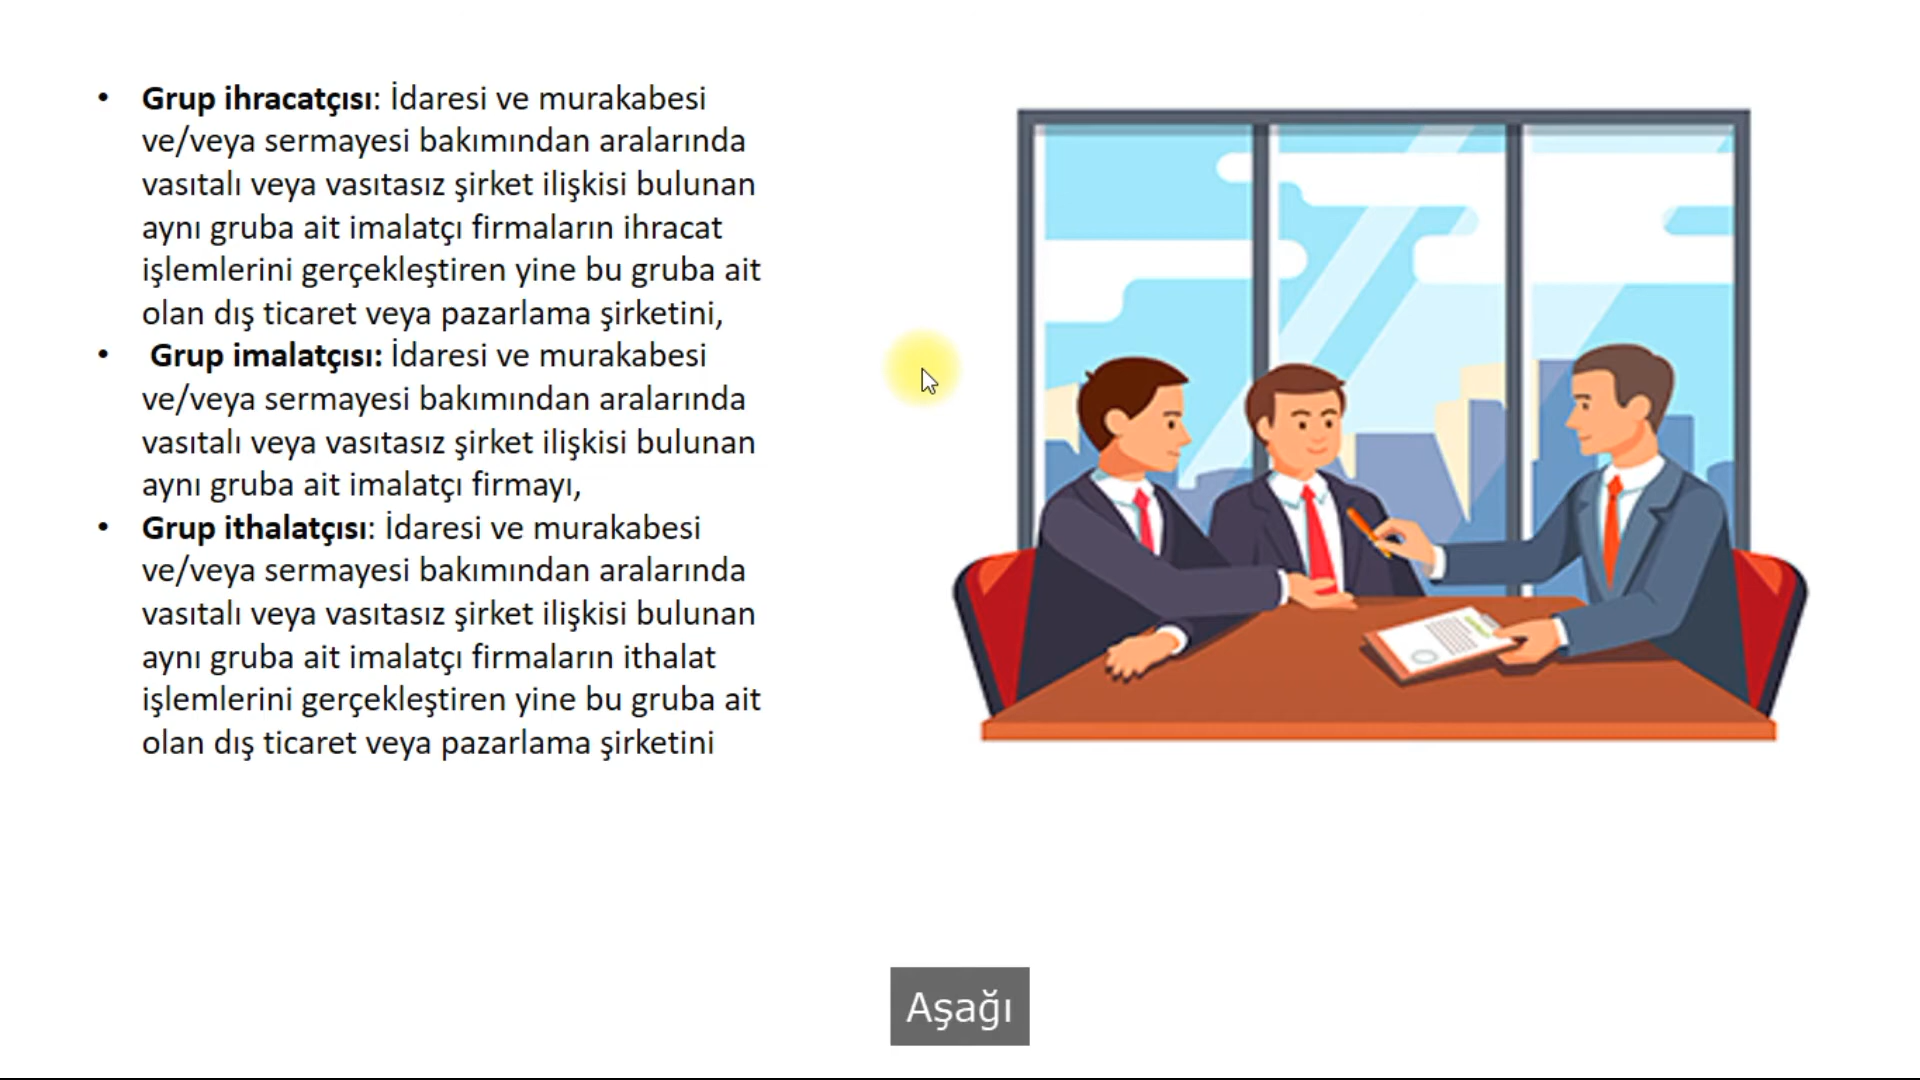 • Grup ihracatçısı: İdaresi ve murakabesi
ve/veya sermayesi bakımından aralarında
vasıtalı veya vasıtasız şirket ilişkisi bulunan
aynı gruba ait imalatçı firmaların ihracat
işlemlerini gerçekleştiren yine bu gruba ait
olan dış ticaret veya pazarlama şirketini,
• Grup imalatçısı: İdaresi ve murakabesi
ve/veya sermayesi bakımından aralarında
vasıtalı veya vasıtasız şirket ilişkisi bulunan
aynı gruba ait imalatçı firmayı,
• Grup ithalatçısı: İdaresi ve murakabesi
ve/veya sermayesi bakımından aralarında
vasıtalı veya vasıtasız şirket ilişkisi bulunan
aynı gruba ait imalatçı firmaların ithalat
işlemlerini gerçekleştiren yine bu gruba ait
olan dış ticaret veya pazarlama şirketini
Aşağı